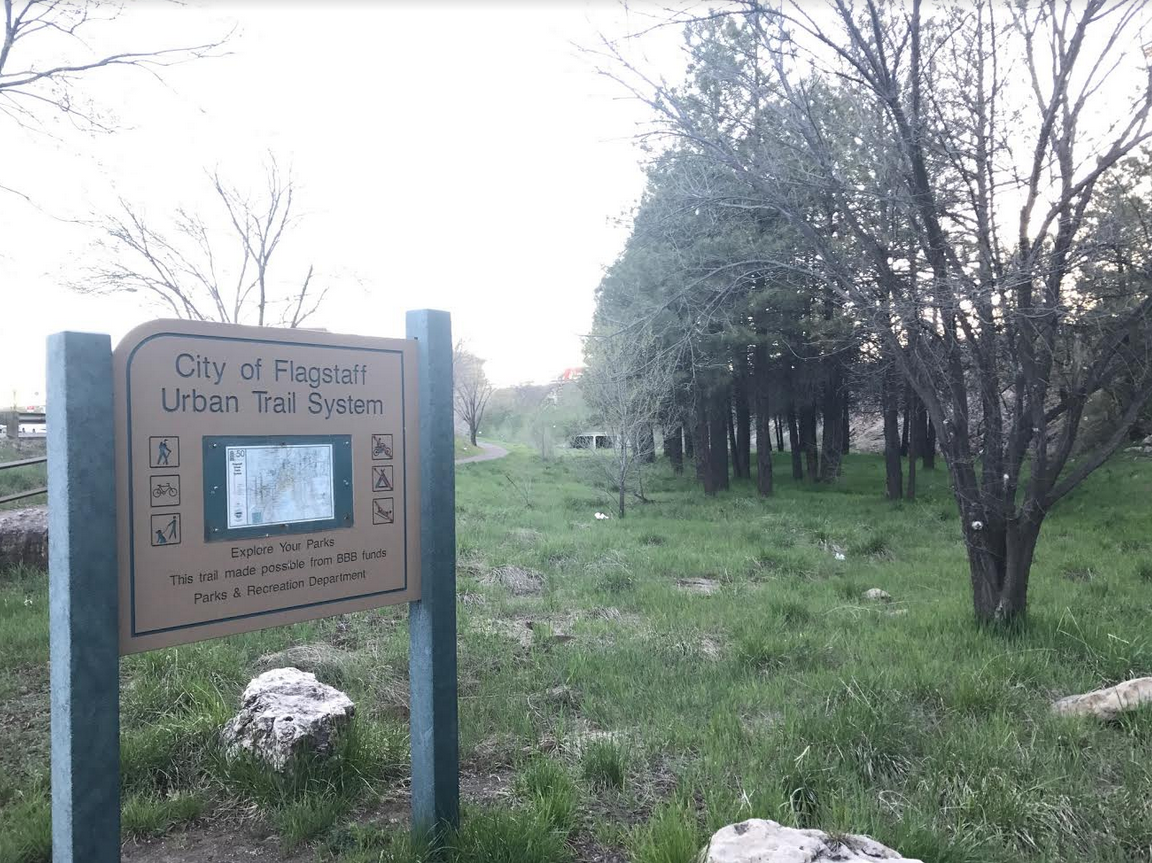 City of Flagstaff
Urban Trail System
50
Explore Your Parks
This trail made possible from BBB funds
Parks & Recreation Department